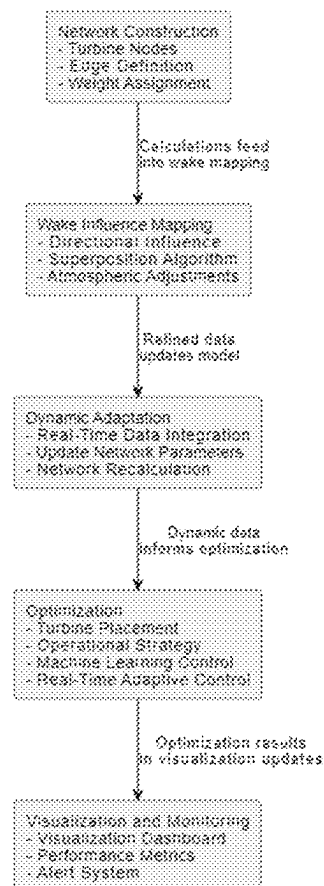 Network Construction
- Turbine Nodes
- Edge Definition
- Weight Assignment
Calculations feed
into wake mapping
Wake Influence Mapping
- Directional Influence
- Superposition Algorithm
- Atmospheric Adjustments
Refined data
updates model
Dynamic Adaptation
- Real-Time Data Integration
- Update Network Parameters
- Network Recalculation
Dynamic data
informs optimization
Optimization
- Turbine Placement
- Operational Strategy
- Machine Learning Control
- Real-Time Adaptive Control
Optimization results
in visualization updates
Visualization and Monitoring
- Visualization Dashboard
- Performance Metrics
- Alert System